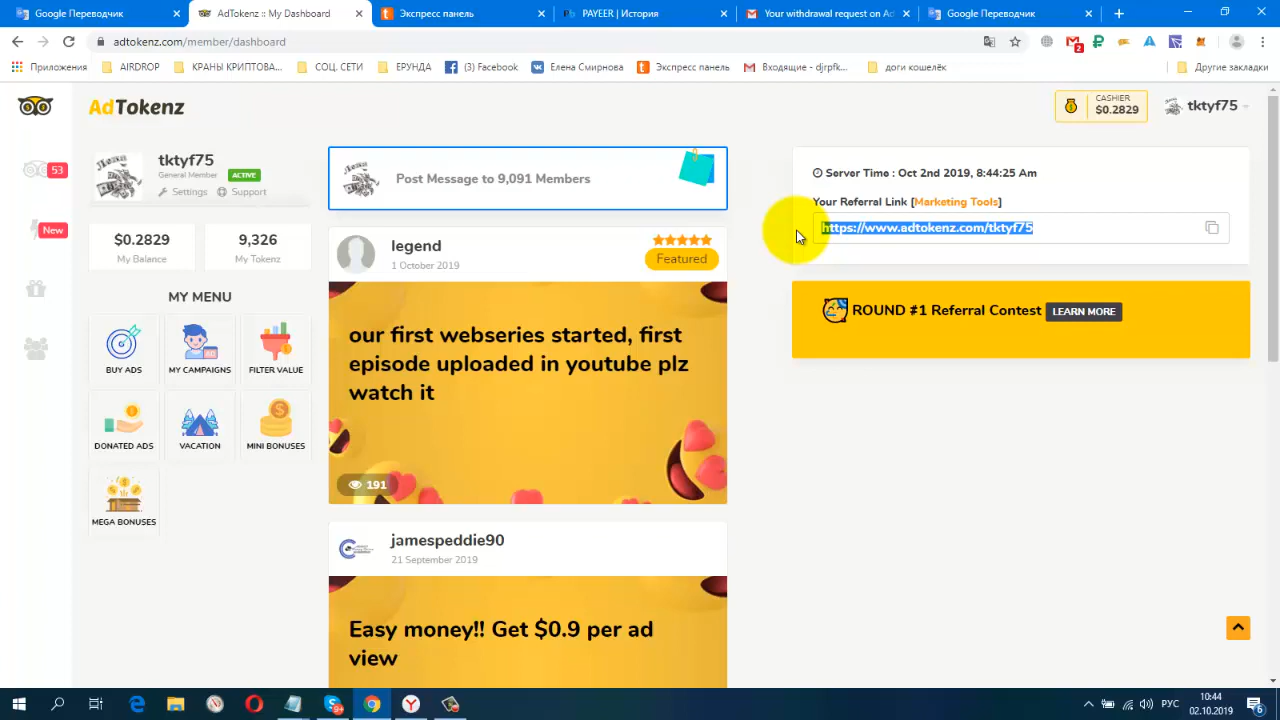 Google Переводчик
AdTokenz :: My Dashboard
Экспресс панель
PAYEER | История
Your withdrawal request on Ad
Google Переводчик
adtokenz.com/member/dashboard
2
Приложения
AIRDROP
КРАНЫ КРИПТОВА...
СОЦ. СЕТИ
ЕРУНДА
(3) Facebook
Елена Смирнова
Экспресс панель
Входящие - djrpfk...
доги кошелёк
Другие закладки
AdTokenz
CASHIER
$0.2829
tktyf75
53
New
tktyf75
General Member
ACTIVE
Settings
Support
$0.2829
My Balance
9,326
My Tokenz
MY MENU
BUY ADS
MY CAMPAIGNS
FILTER VALUE
DONATED ADS
VACATION
MINI BONUSES
MEGA BONUSES
Post Message to 9,091 Members
legend
1 October 2019
Featured
our first webseries started, first
episode uploaded in youtube plz
watch it
191
jamespeddie90
21 September 2019
Easy money!! Get $0.9 per ad
view
Server Time : Oct 2nd 2019, 8:44:25 Am
Your Referral Link [Marketing Tools]
https://www.adtokenz.com/tktyf75
ROUND #1 Referral Contest
LEARN MORE
РУС
10:44
02.10.2019